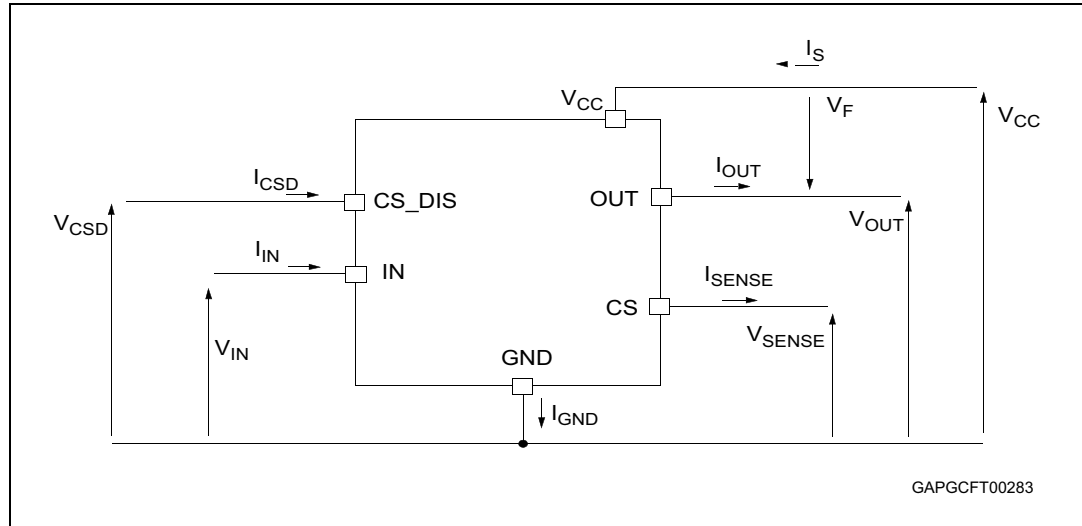 I_S
V_CC
V_F
V_CC
I_CSD
CS_DIS
I_OUT
OUT
V_CSD
V_OUT
I_IN
IN
I_SENSE
CS
V_SENSE
V_IN
GND
I_GND
GAPGCFT00283